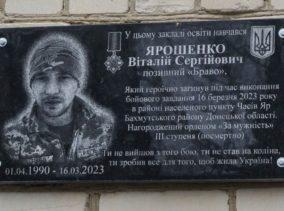 У цьому закладі освіти навчався
ЯРОШЕНКО
Віталій Сергійович
позивний «Браво».
Який героїчно загинув під час виконання
бойового завдання 16 березня 2023 року
в районі населеного пункту Часів Яр
Бахмутського району Донецької області.
Нагороджений орденом «За мужність»
III ступеня (посмертно)
Ти не вийшов з того бою, ти не став на коліна,
ти зробив все для того, щоб жила Україна!
01.04.1990 - 16.03.2023